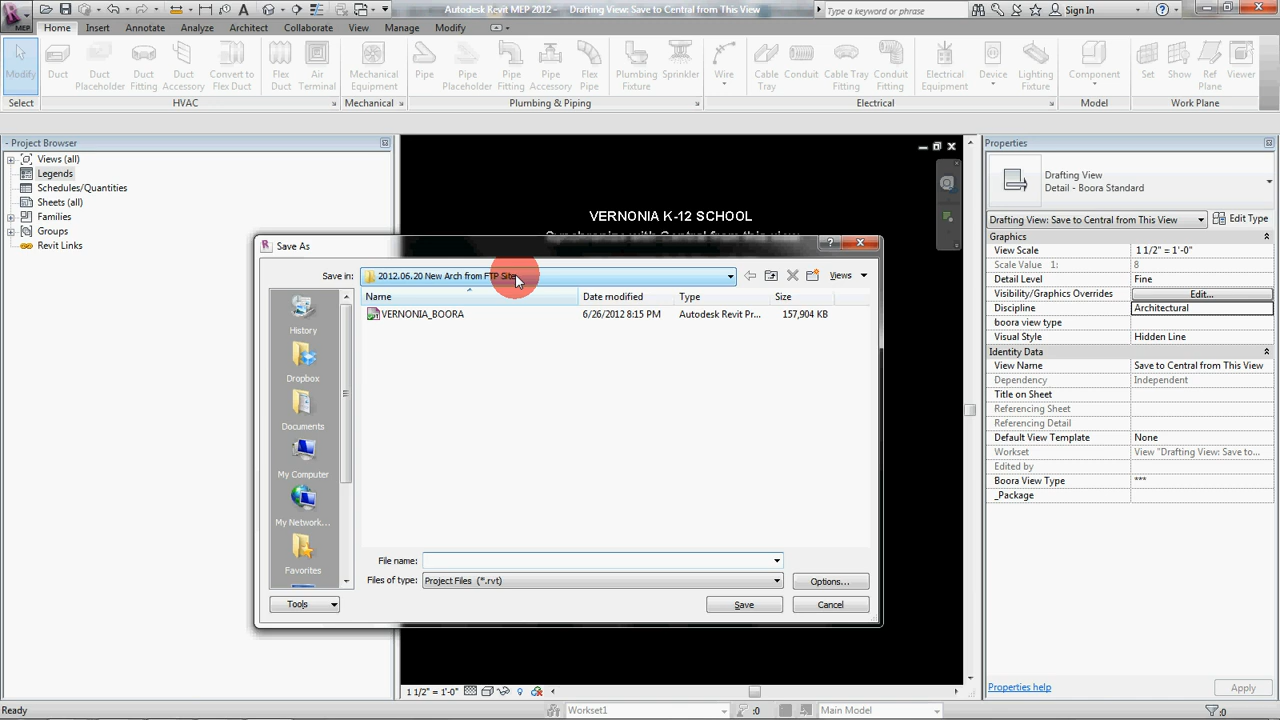 Autodesk Revit MEP 2012 - Drafting View: Save to Central from This View
Type a keyword or phrase
Sign In
MEP
Home Insert Annotate Analyze Architect Collaborate View Manage Modify
Modify
Duct
Duct Placeholder
Duct Fitting
Duct Accessory
Convert to Flex Duct
Flex Duct
Air Terminal
Mechanical Equipment
Pipe
Pipe Placeholder
Pipe Fitting
Pipe Accessory
Flex Pipe
Plumbing Fixture
Sprinkler
Wire
Cable Tray
Conduit
Cable Tray Fitting
Conduit Fitting
Electrical Equipment
Device
Lighting Fixture
Component
Set
Show
Ref Plane
Viewer
Select HVAC Mechanical Plumbing & Piping Electrical Model Work Plane
- Project Browser
Views (all)
Legends
Schedules/Quantities
Sheets (all)
Families
Groups
Revit Links
VERNONIA K-12 SCHOOL
Synchronize with Central from this view
Save As
Save in: 2012.06.20 New Arch from FTP Site
Views
Name Date modified Type Size
VERNONIA_BOORA 6/26/2012 8:15 PM Autodesk Revit Pr... 157,904 KB
History
Dropbox
Documents
My Computer
My Network...
Favorites
File name:
Files of type: Project Files (*.rvt)
Options...
Tools
Save
Cancel
Properties
Drafting View
Detail - Boora Standard
Drafting View: Save to Central from This View Edit Type
Graphics
View Scale 1 1/2" = 1'-0"
Scale Value 1: 8
Detail Level Fine
Visibility/Graphics Overrides Edit...
Discipline Architectural
boora view type
Visual Style Hidden Line
Identity Data
View Name Save to Central from This View
Dependency Independent
Title on Sheet
Referencing Sheet
Referencing Detail
Default View Template None
Workset View "Drafting View: Save to...
Edited by
Boora View Type ***
_Package
Properties help
Apply
1 1/2" = 1'-0"
Ready
Workset1
:0
Main Model
:0